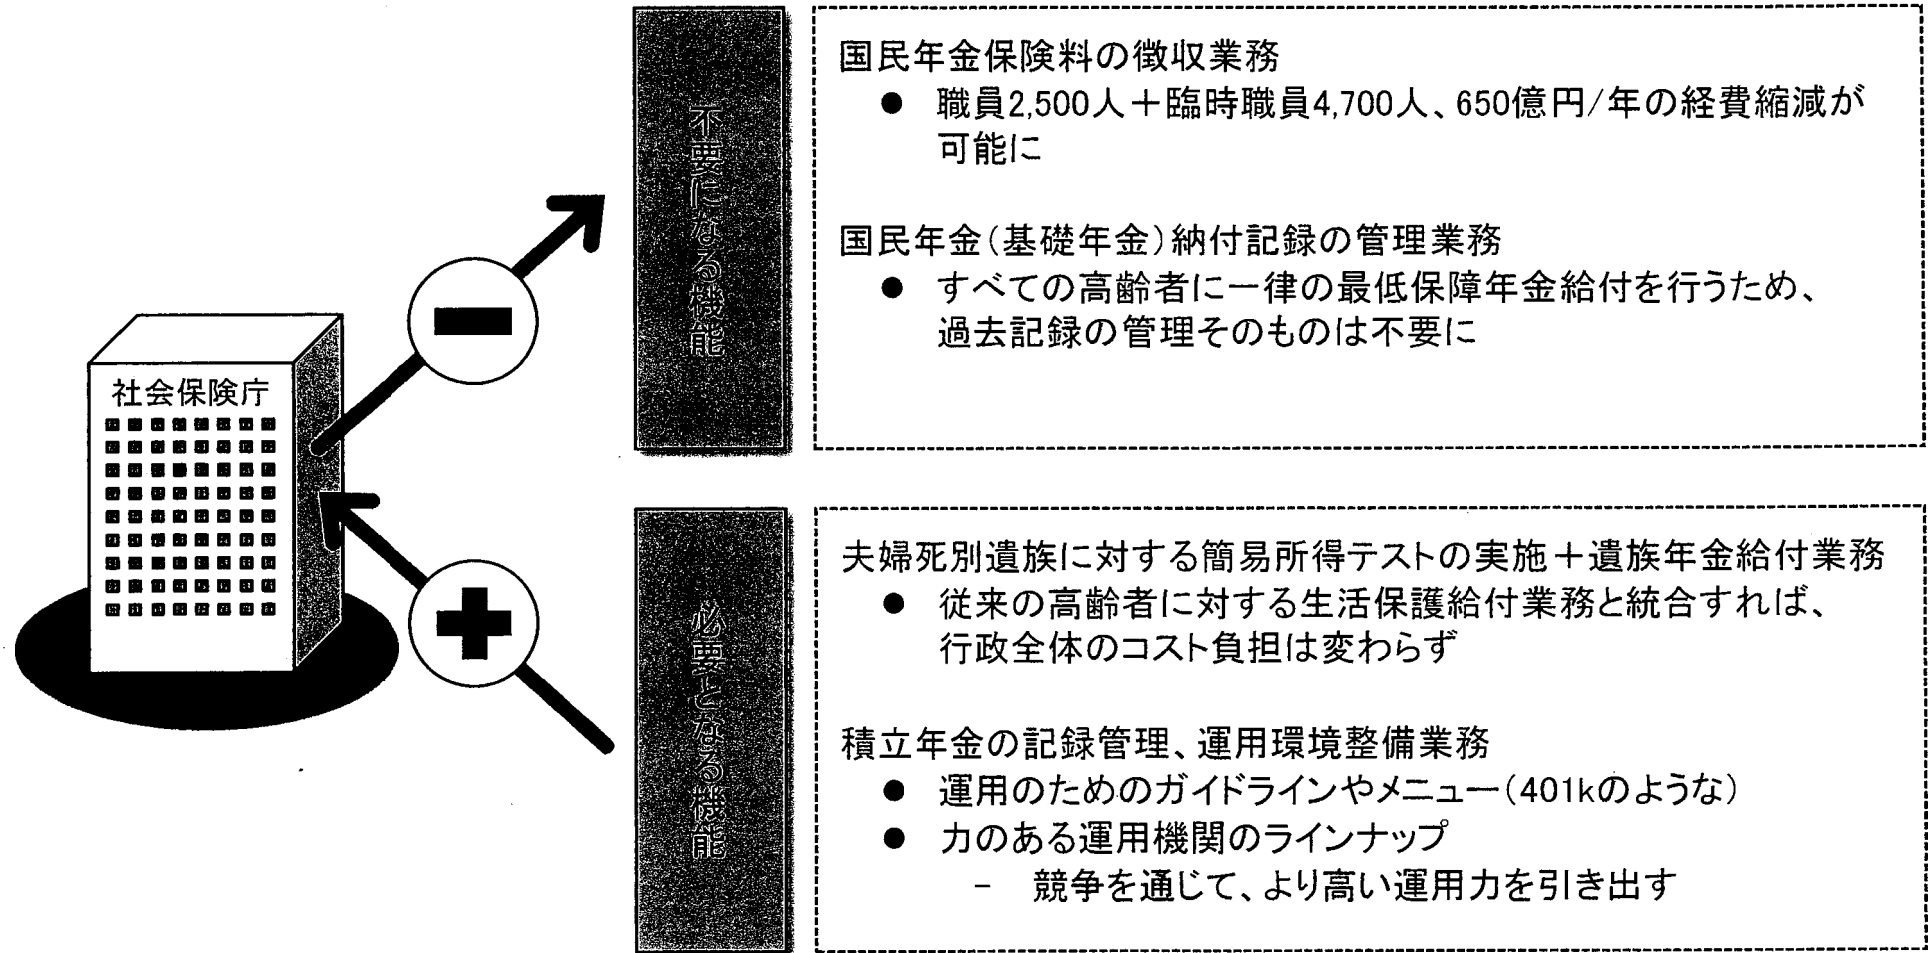 社会保険庁
不要になる機能
国民年金保険料の徴収業務
● 職員2,500人＋臨時職員4,700人、650億円/年の経費縮減が
可能に
国民年金(基礎年金)納付記録の管理業務
● すべての高齢者に一律の最低保障年金給付を行うため、
過去記録の管理そのものは不要に
必要となる機能
夫婦死別遺族に対する簡易所得テストの実施＋遺族年金給付業務
● 従来の高齢者に対する生活保護給付業務と統合すれば、
行政全体のコスト負担は変わらず
積立年金の記録管理、運用環境整備業務
● 運用のためのガイドラインやメニュー(401kのような)
● 力のある運用機関のラインナップ
－ 競争を通じて、より高い運用力を引き出す